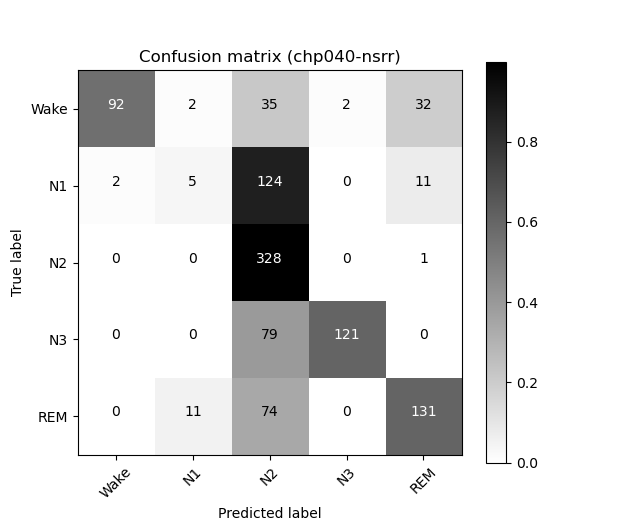 Confusion matrix (chp040-nsrr)
Wake 92 2 35 2 32
N1 2 5 124 0 11
N2 0 0 328 0 1
N3 0 0 79 121 0
REM 0 11 74 0 131
Wake N1 N2 N3 REM
True label
Predicted label
0.8
0.6
0.4
0.2
0.0